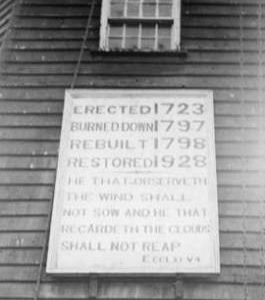 ERECTED 1723
BURNED DOWN 1797
REBUILT 1798
RESTORED 1928
HE THAT OBSERVETH
THE WIND SHALL
NOT SOW AND HE THAT
REGARDETH THE CLOUDS
SHALL NOT REAP
ECCL XI V4